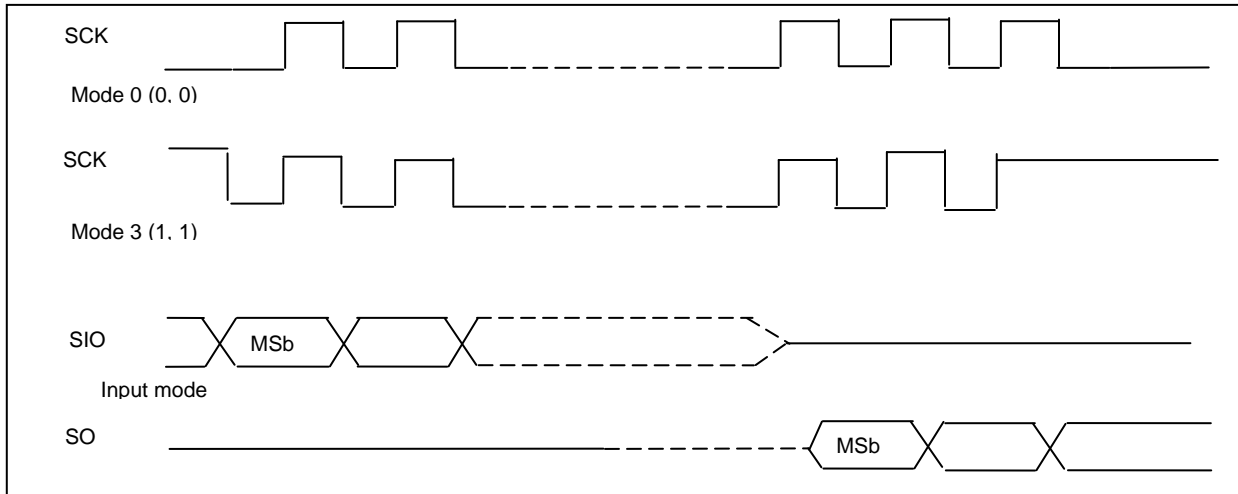 SCK
Mode 0 (0, 0)
SCK
Mode 3 (1, 1)
SIO
MSb
Input mode
SO
MSb